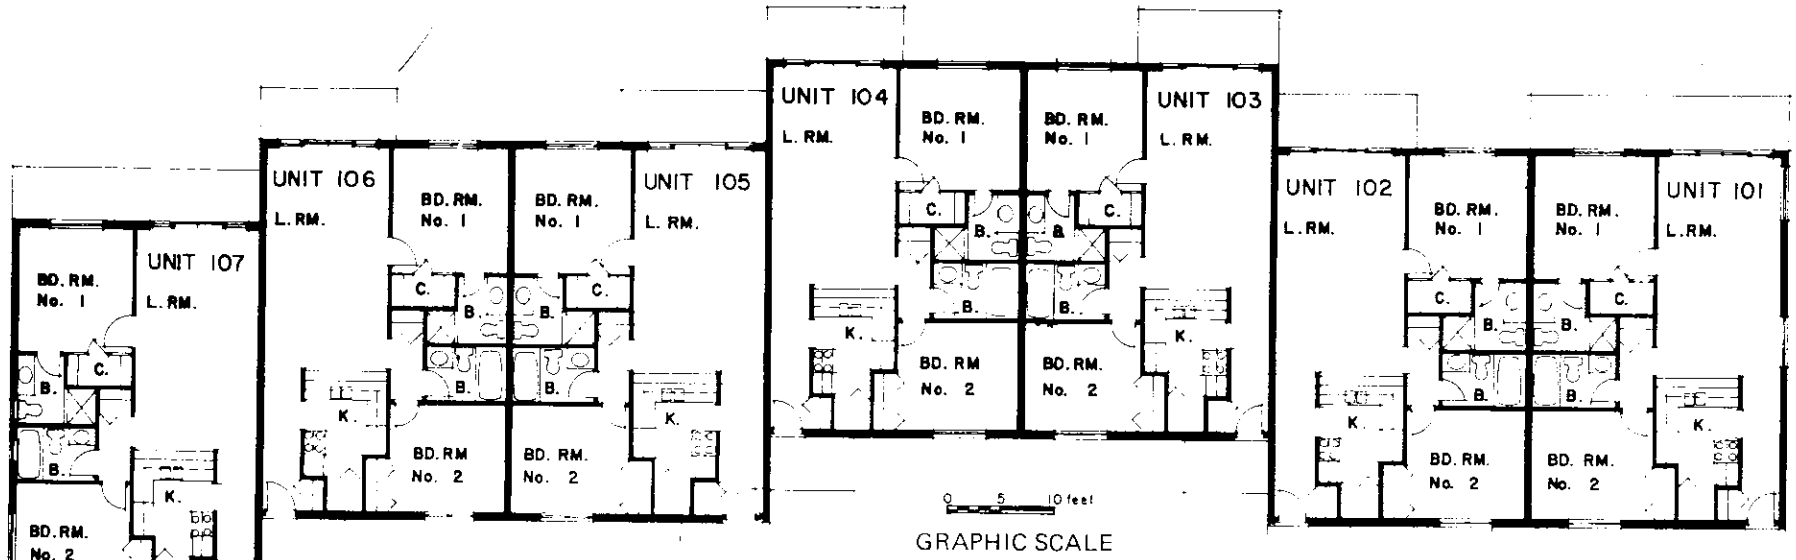 UNIT 107
BD. RM.
No. 1
L. RM.
C.
B.
B.
K.
BD. RM.
No. 2
UNIT 106
L. RM.
BD. RM.
No. 1
C.
B.
B.
K.
BD. RM
No. 2
UNIT 105
BD. RM.
No. 1
L. RM.
C.
B.
B.
K.
BD. RM.
No. 2
UNIT 104
L. RM.
BD. RM.
No. 1
C.
B.
B.
K.
BD. RM
No. 2
UNIT 103
BD. RM.
No. 1
L. RM.
C.
B.
B.
K.
BD. RM.
No. 2
UNIT 102
L. RM.
BD. RM.
No. 1
C.
B.
B.
K.
BD. RM.
No. 2
UNIT 101
BD. RM.
No. 1
L. RM.
C.
B.
B.
K.
BD. RM.
No. 2
0 5 10 feet
GRAPHIC SCALE